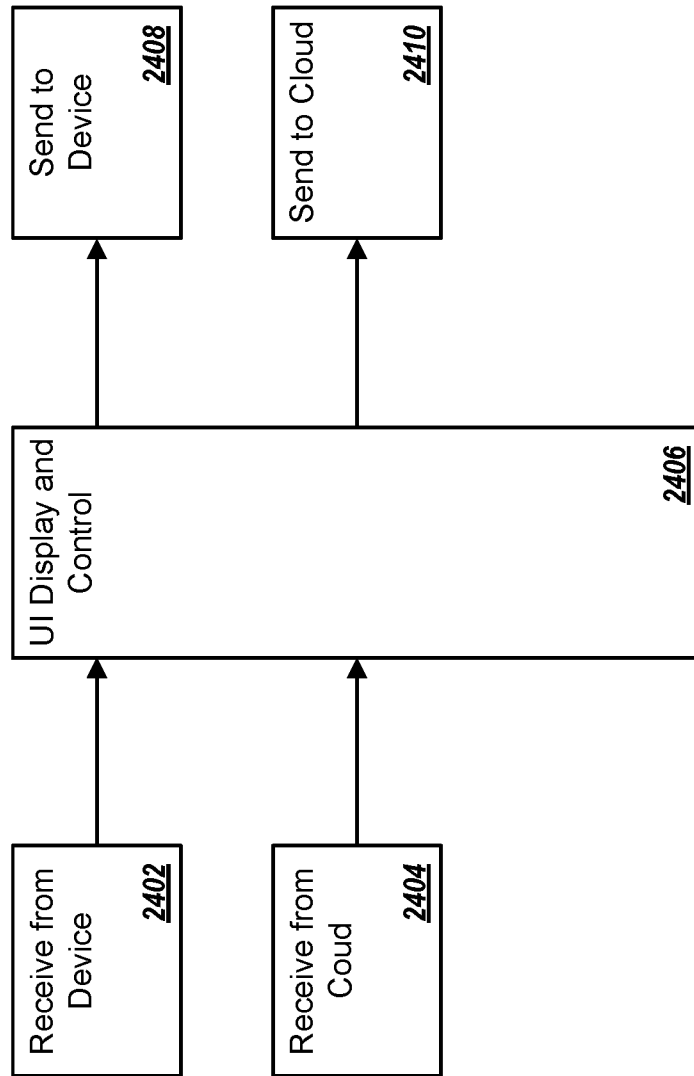 Receive from
Device
2402
Receive from
Coud
2404
UI Display and
Control
2406
Send to
Device
2408
Send to Cloud
2410